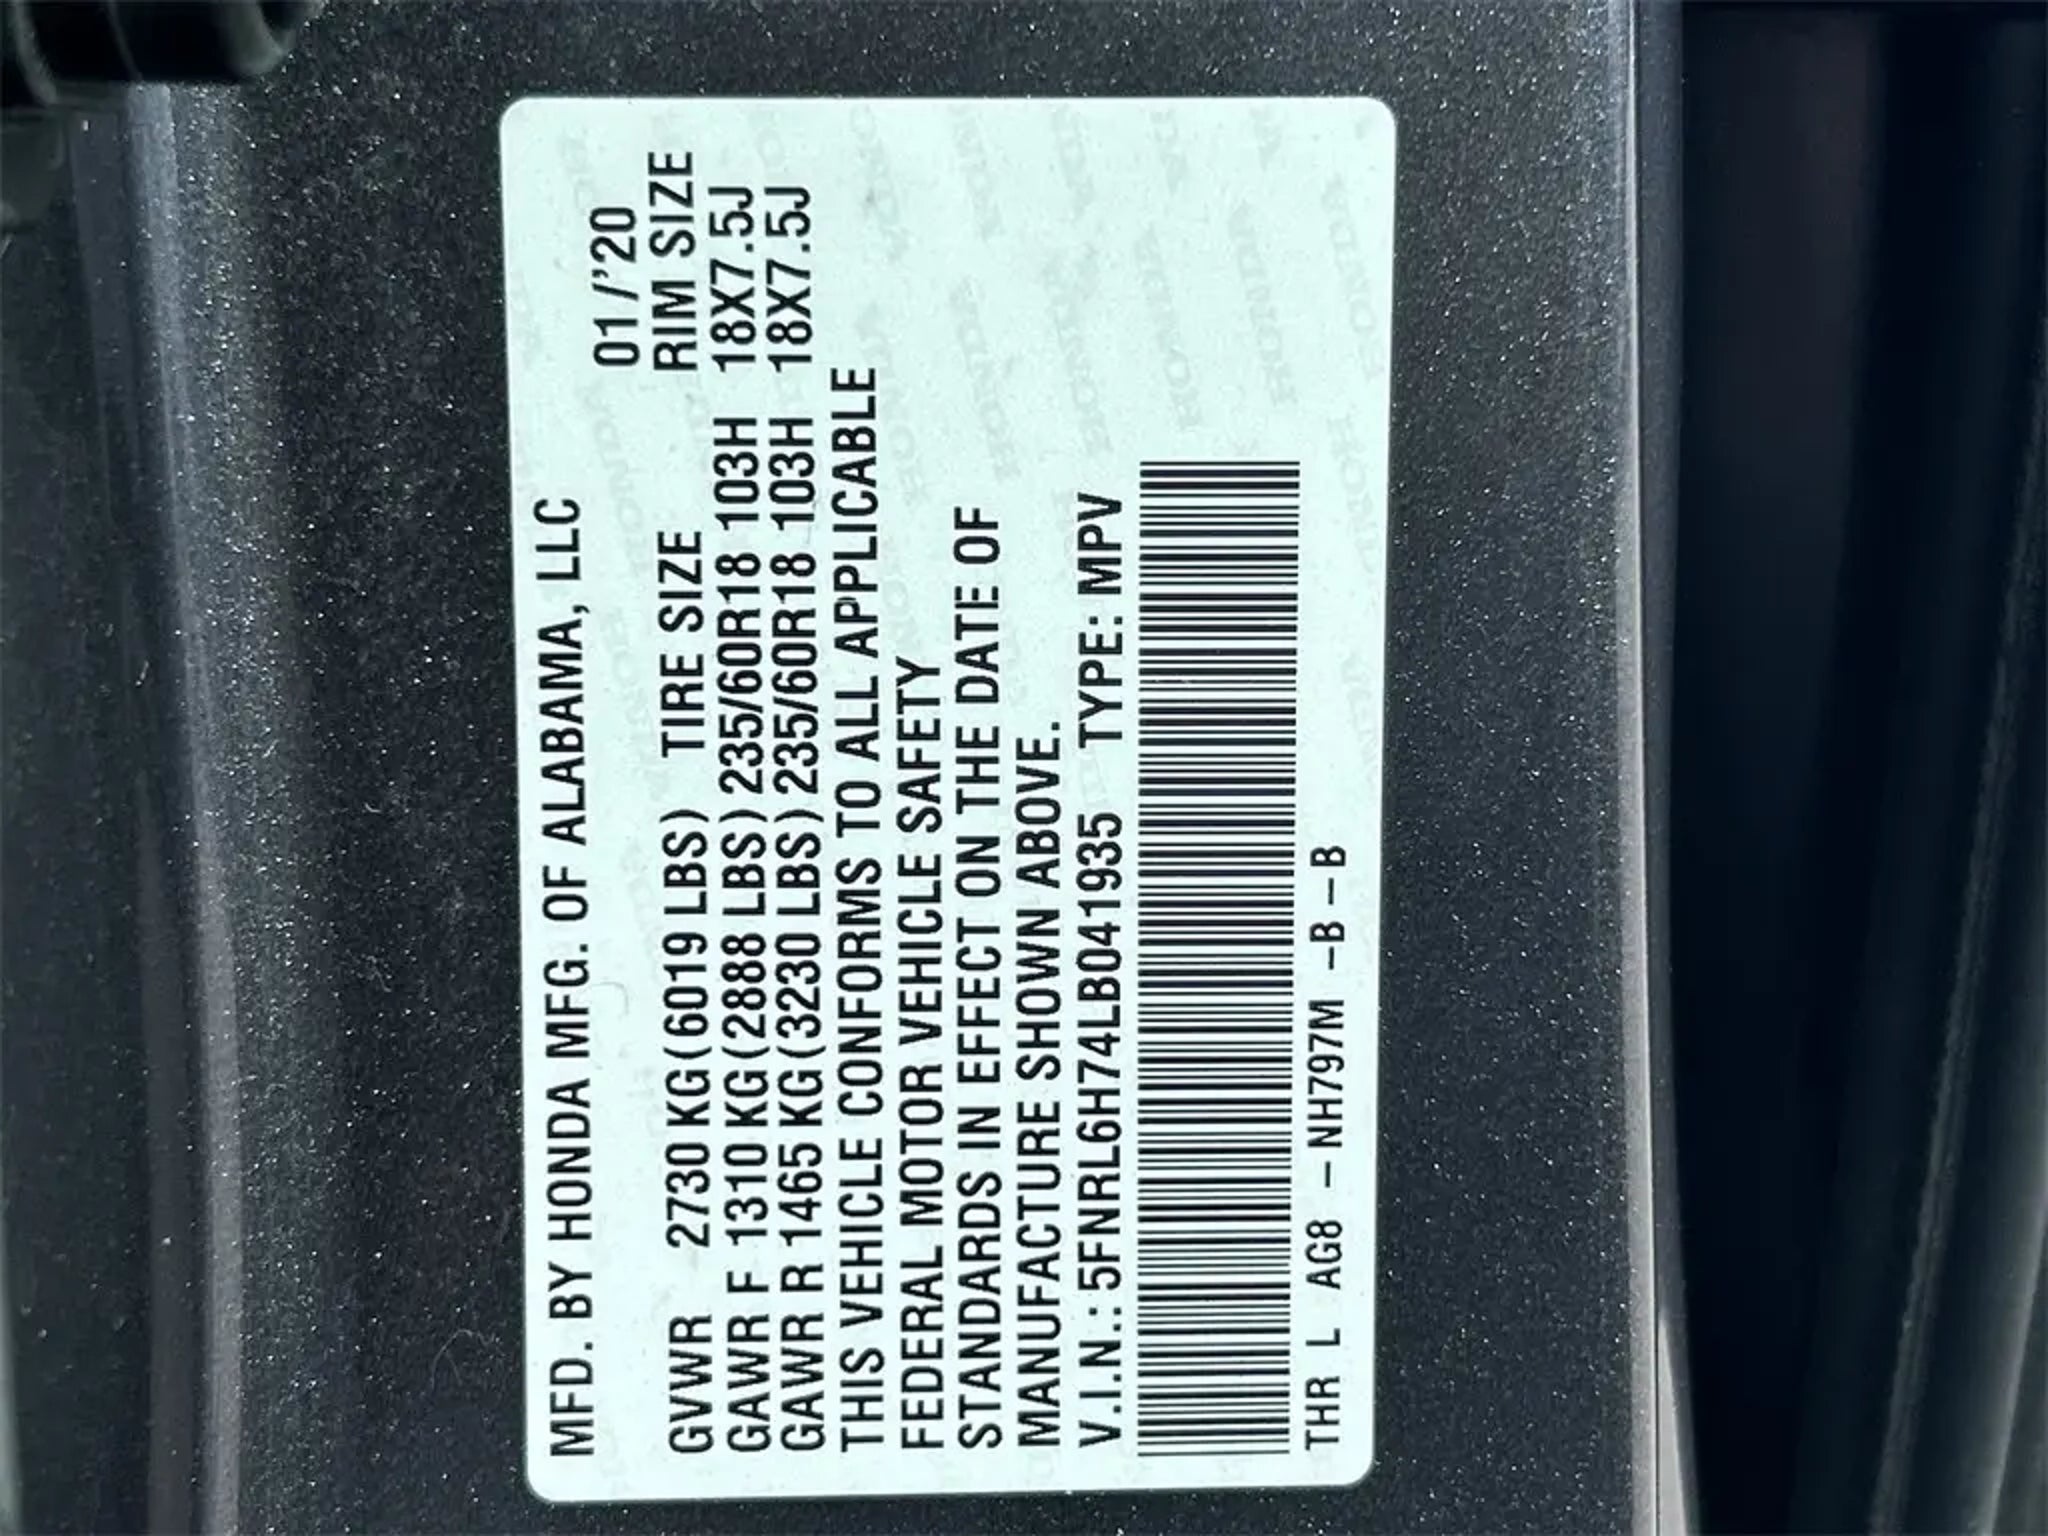 MFD. BY HONDA MFG. OF ALABAMA, LLC
01/'20
GVWR 2730 KG(6019 LBS) TIRE SIZE RIM SIZE
GAWR F 1310 KG(2888 LBS) 235/60R18 103H 18X7.5J
GAWR R 1465 KG(3230 LBS) 235/60R18 103H 18X7.5J
THIS VEHICLE CONFORMS TO ALL APPLICABLE
FEDERAL MOTOR VEHICLE SAFETY
STANDARDS IN EFFECT ON THE DATE OF
MANUFACTURE SHOWN ABOVE.
V.I.N.: 5FNRL6H74LB041935 TYPE: MPV
THR L AG8 – NH797M –B – B